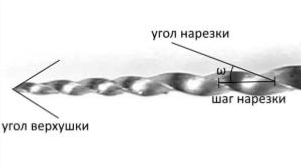 угол нарезки
ω
шаг нарезки
угол верхушки